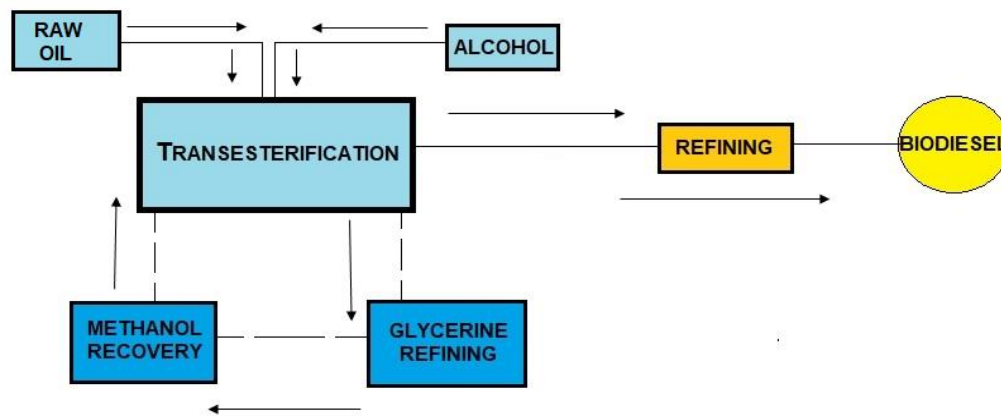 RAW
OIL
ALCOHOL
TRANSESTERIFICATION
REFINING
BIODIESEL
METHANOL
RECOVERY
GLYCERINE
REFINING